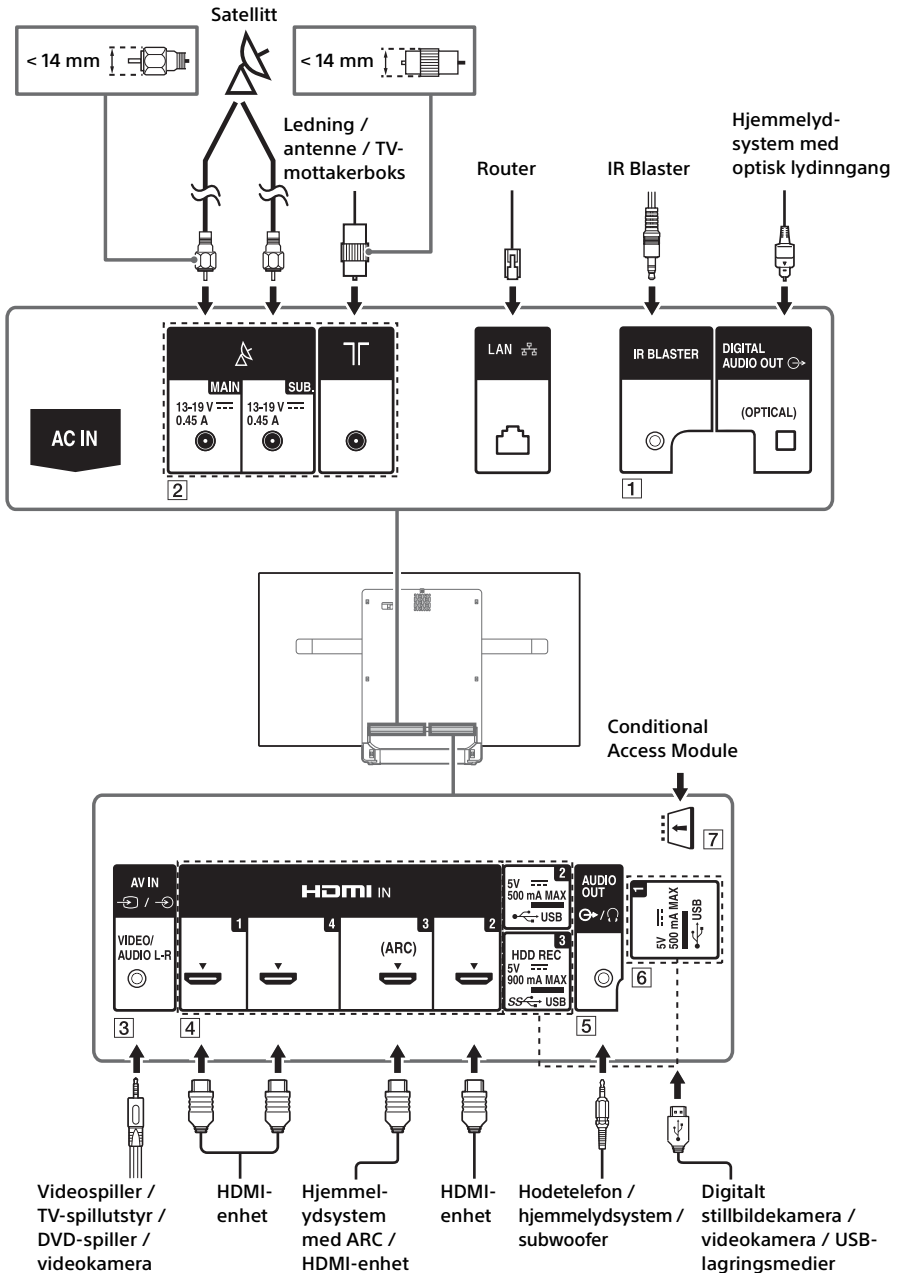 Satellitt
< 14 mm
< 14 mm
Ledning /
antenne / TV-
mottakerboks
Router
IR Blaster
Hjemmelyd-
system med
optisk lydinngang
AC IN
MAIN
13-19 V
0.45 A
SUB.
13-19 V
0.45 A
2
LAN
IR BLASTER
1
DIGITAL
AUDIO OUT
(OPTICAL)
Conditional
Access Module
7
AV IN
/
VIDEO/
AUDIO L-R
3
HDMI IN
1
4
3
(ARC)
2
4
2
5V
500 mA MAX
USB
3
HDD REC
5V
900 mA MAX
SS USB
AUDIO
OUT
/
5
1
5V
500 mA MAX
USB
6
Videospiller /
TV-spillutstyr /
DVD-spiller /
videokamera
HDMI-
enhet
Hjemmel-
ydsystem
med ARC /
HDMI-enhet
HDMI-
enhet
Hodetelefon /
hjemmelydsystem /
subwoofer
Digitalt
stillbildekamera /
videokamera / USB-
lagringsmedier